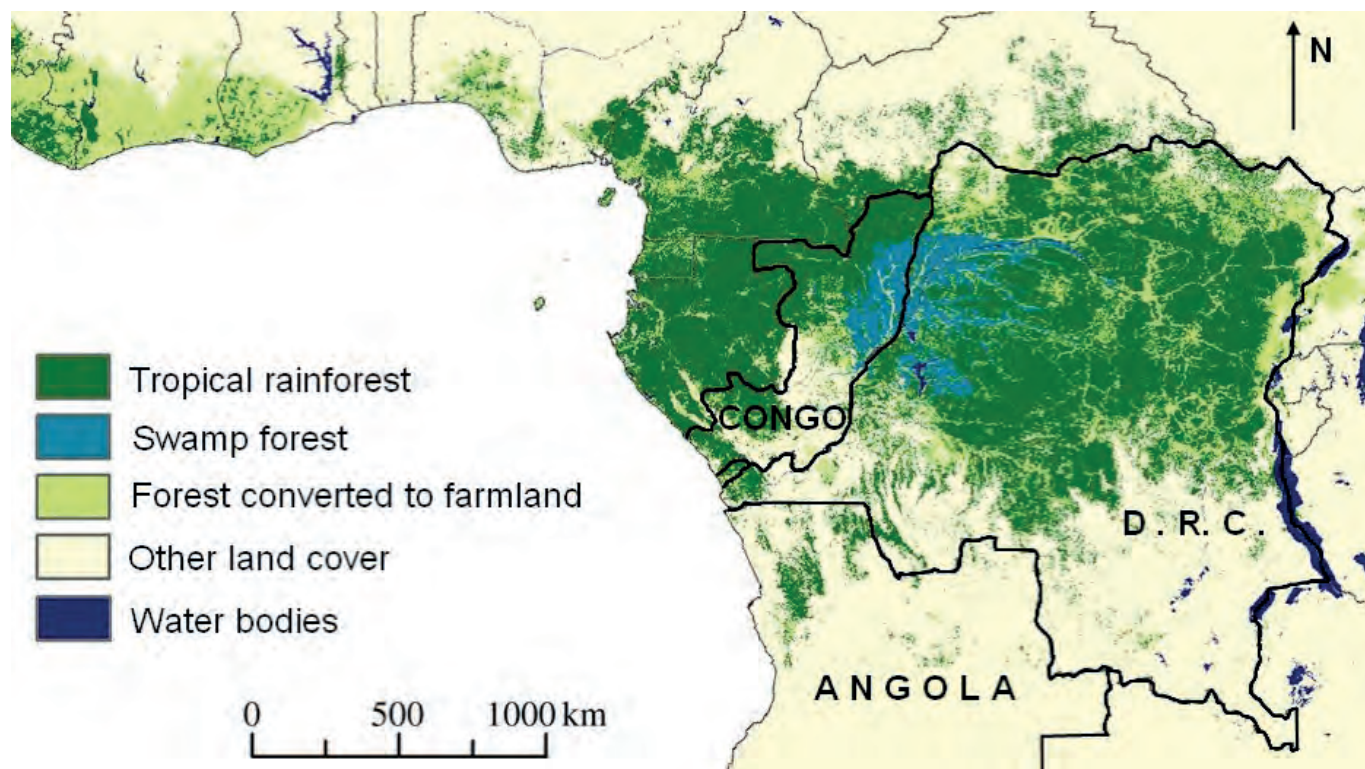 N
CONGO
D. R. C.
ANGOLA
Tropical rainforest
Swamp forest
Forest converted to farmland
Other land cover
Water bodies
0 500 1000 km